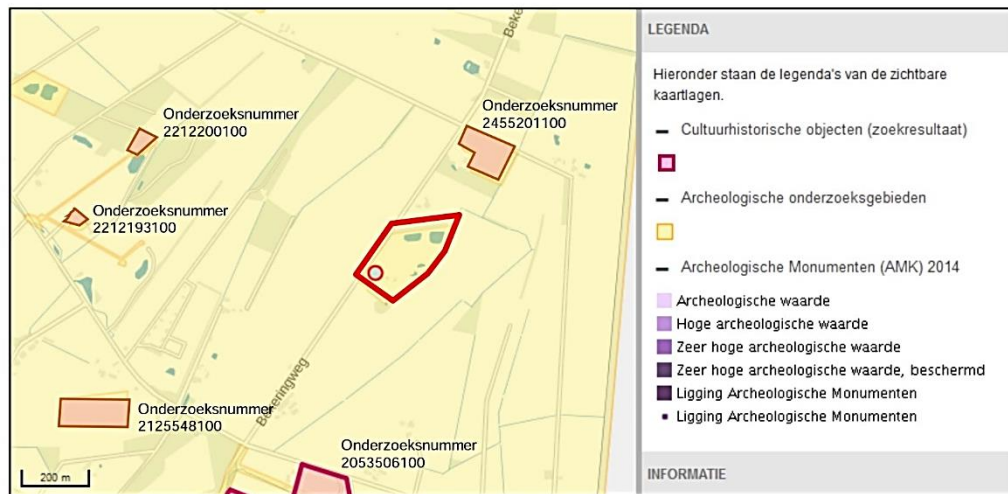 Beke
Onderzoeksnummer
2212200100
Onderzoeksnummer
2455201100
Onderzoeksnummer
2212193100
Bekeringweg
Onderzoeksnummer
2125548100
Onderzoeksnummer
2053506100
200 m
LEGENDA
Hieronder staan de legenda's van de zichtbare
kaartlagen.
Cultuurhistorische objecten (zoekresultaat)
Archeologische onderzoeksgebieden
Archeologische Monumenten (AMK) 2014
Archeologische waarde
Hoge archeologische waarde
Zeer hoge archeologische waarde
Zeer hoge archeologische waarde, beschermd
Ligging Archeologische Monumenten
Ligging Archeologische Monumenten
INFORMATIE